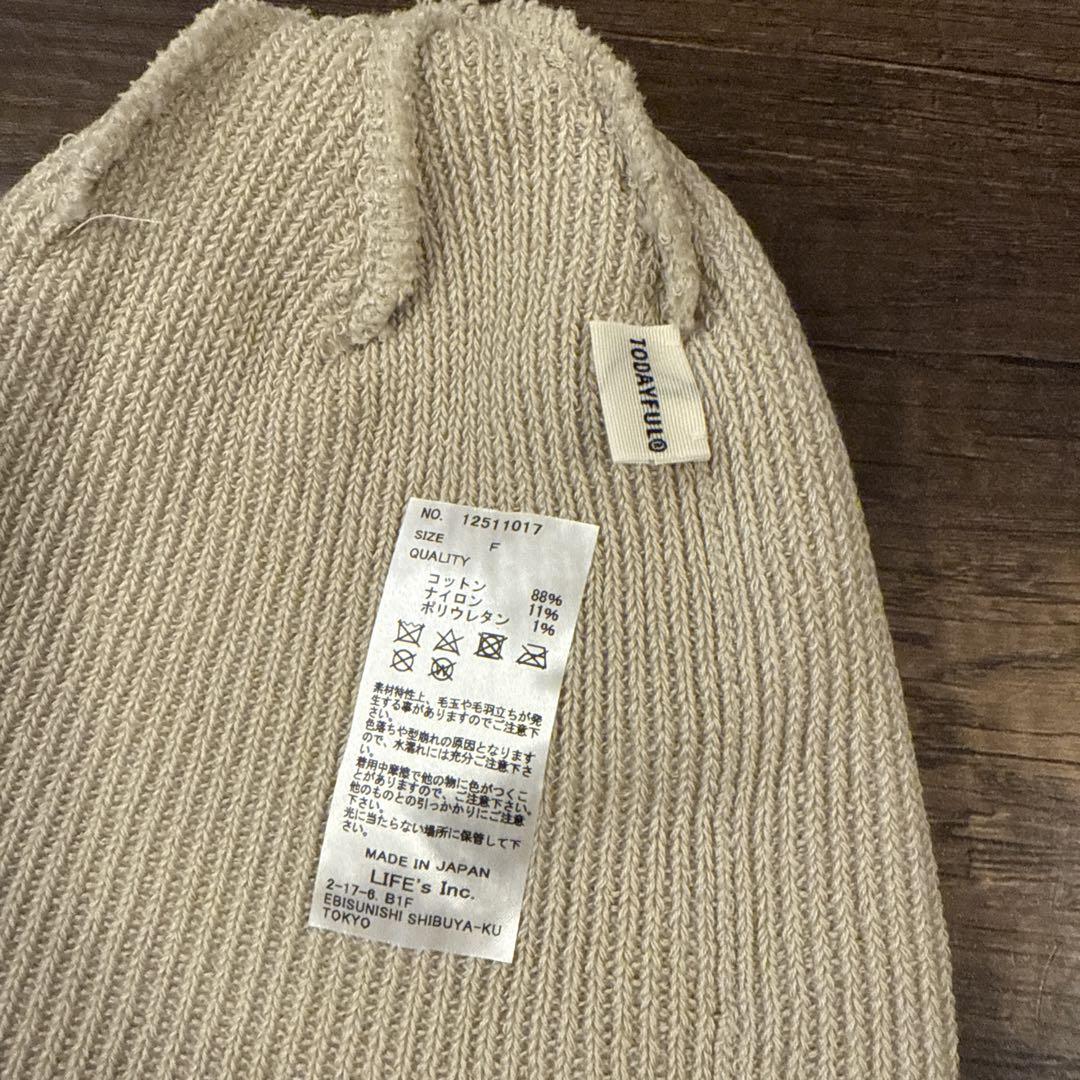 TODAYFUL©
NO. 12511017
SIZE F
QUALITY
コットン 88%
ナイロン 11%
ポリウレタン 1%
W
素材特性上、毛玉や毛羽立ちが発
生する事がありますのでご注意下
さい。
色落ちや型崩れの原因となります
ので、水濡れには充分ご注意下さ
い。
着用中摩擦で他の物に色がつくこ
とがありますので、ご注意下さい。
他のものとの引っかかりにご注意
下さい。
光に当たらない場所に保管して下
さい。
MADE IN JAPAN
LIFE's Inc.
2-17-6. B1F
EBISUNISHI SHIBUYA-KU
TOKYO